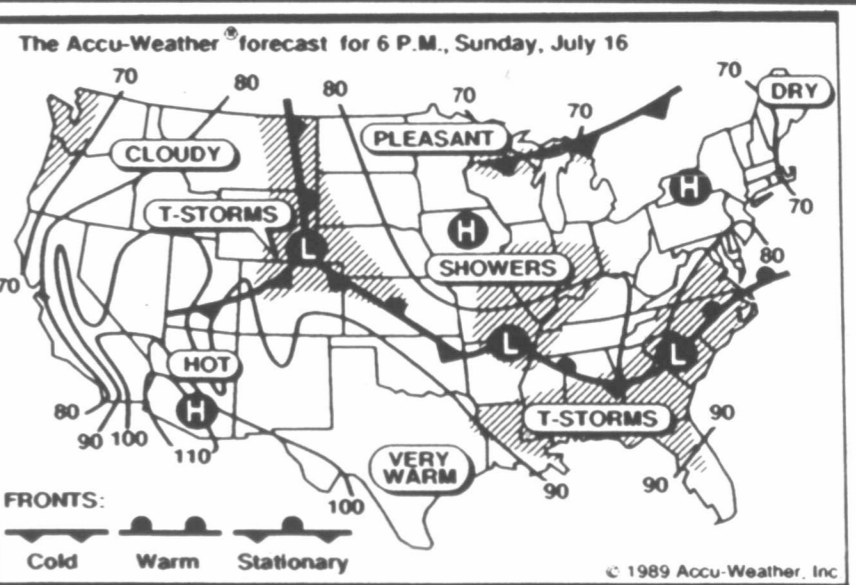 The Accu-Weather® forecast for 6 P.M., Sunday, July 16
70
80
80
70
70
70
DRY
PLEASANT
CLOUDY
H
70
T-STORMS
H
L
SHOWERS
80
70
L
L
HOT
H
80
90
100
110
T-STORMS
90
VERY
WARM
90
90
100
FRONTS:
Cold Warm Stationary
© 1989 Accu-Weather, Inc